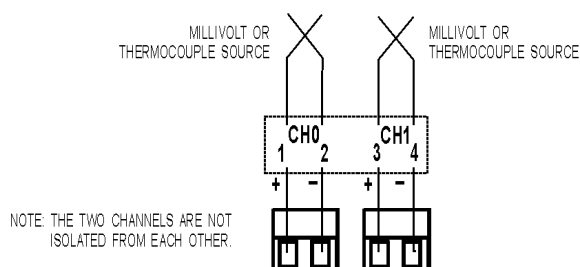 MILLIVOLT OR
THERMOCOUPLE SOURCE
MILLIVOLT OR
THERMOCOUPLE SOURCE
CH0 CH1
1 2 3 4
+ − + −
NOTE: THE TWO CHANNELS ARE NOT
ISOLATED FROM EACH OTHER.